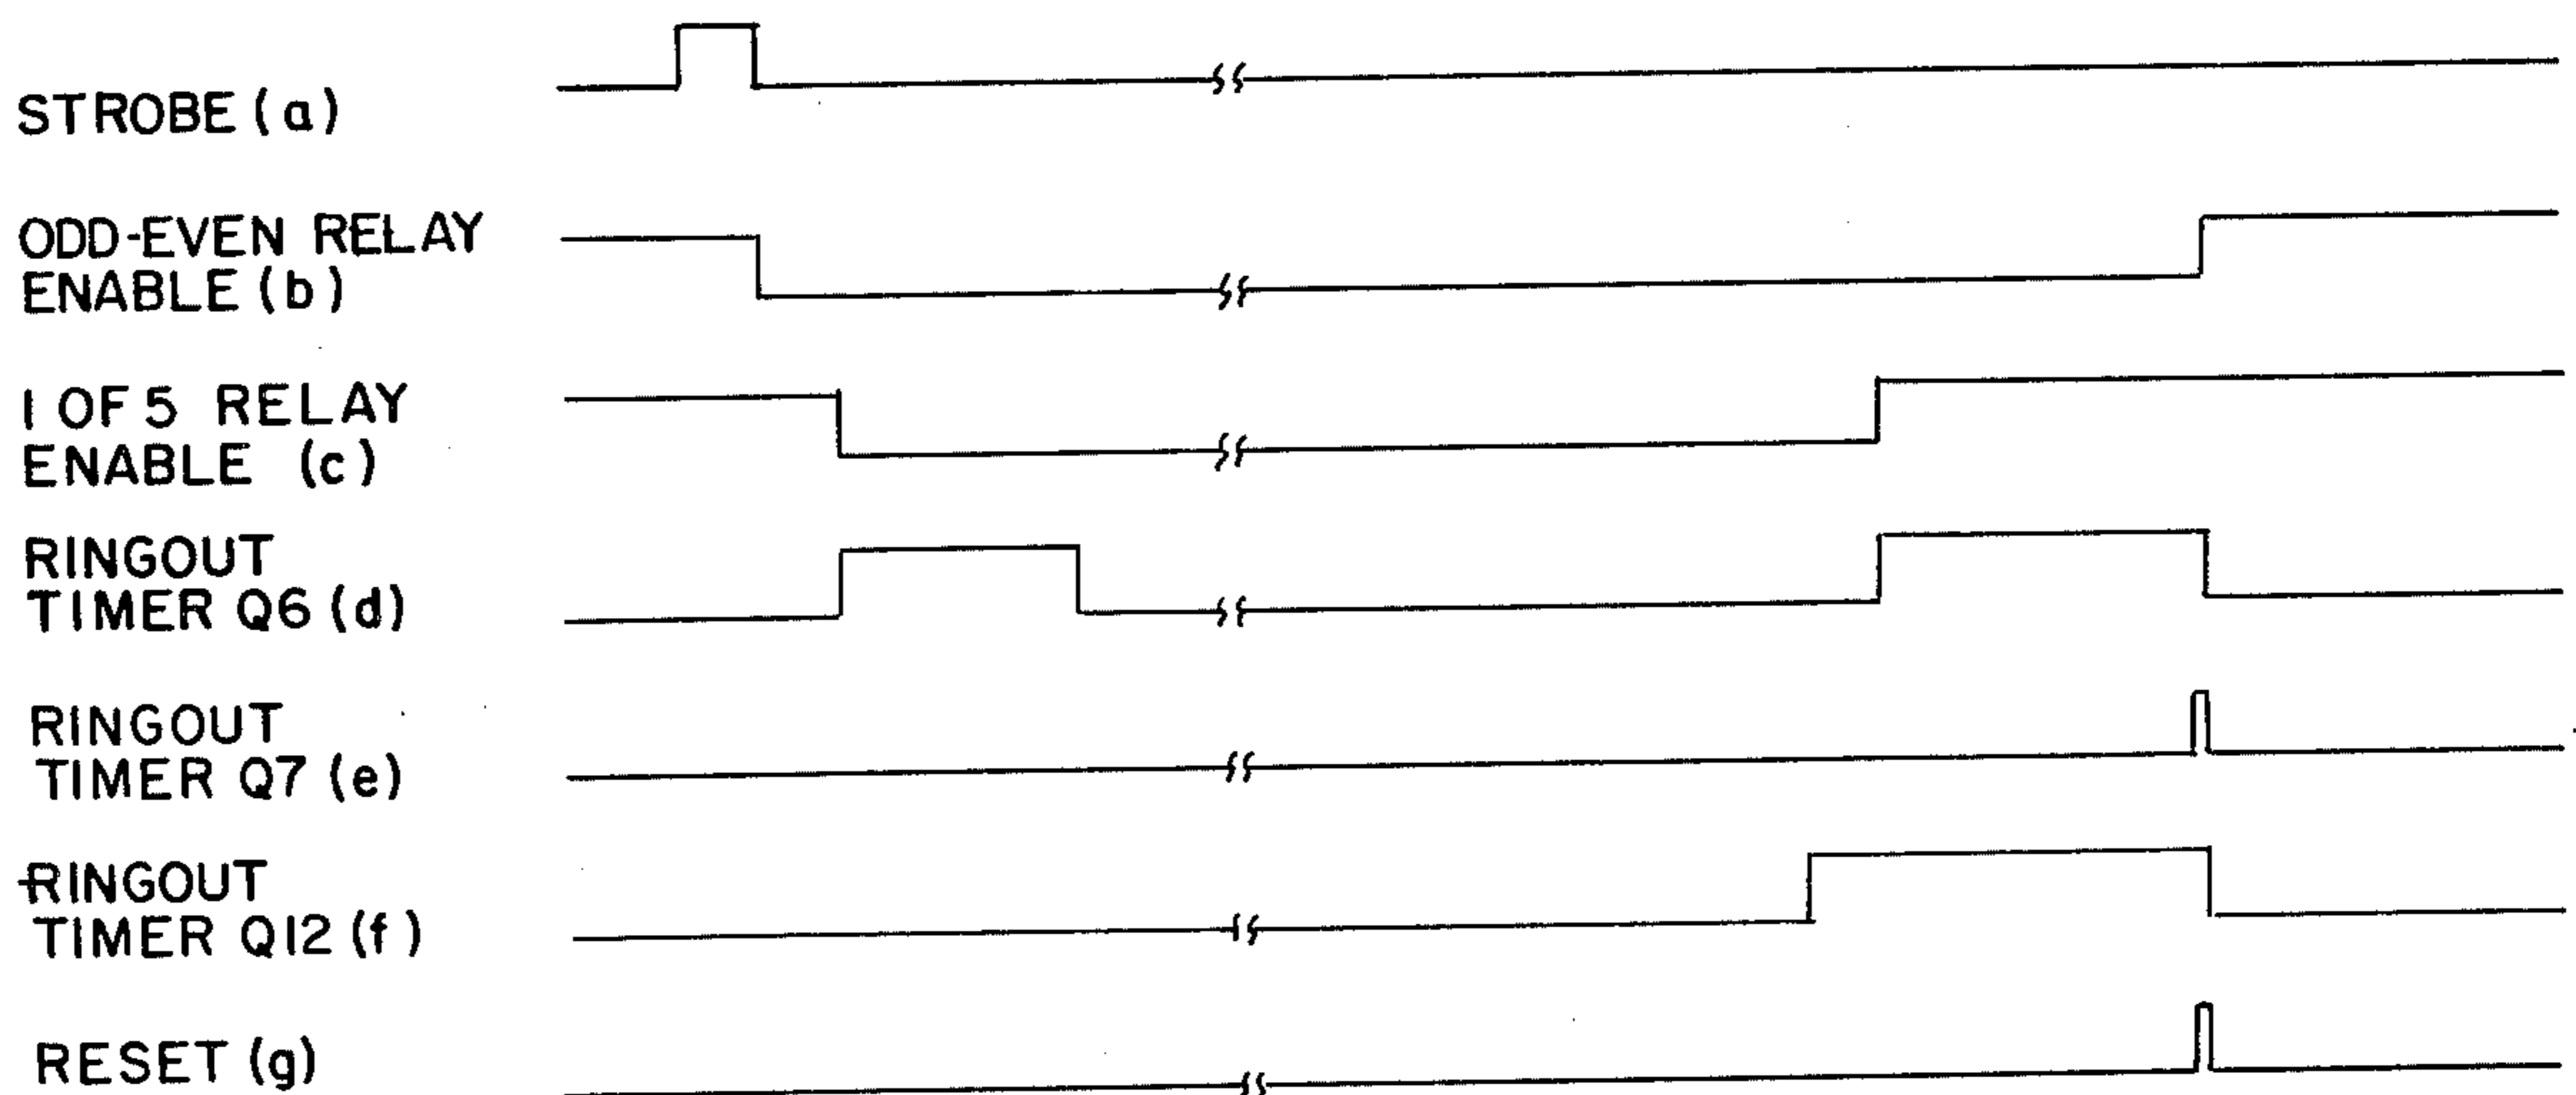 STROBE (a)
ODD-EVEN RELAY
ENABLE (b)
1 OF 5 RELAY
ENABLE (c)
RINGOUT
TIMER Q6 (d)
RINGOUT
TIMER Q7 (e)
RINGOUT
TIMER Q12 (f)
RESET (g)